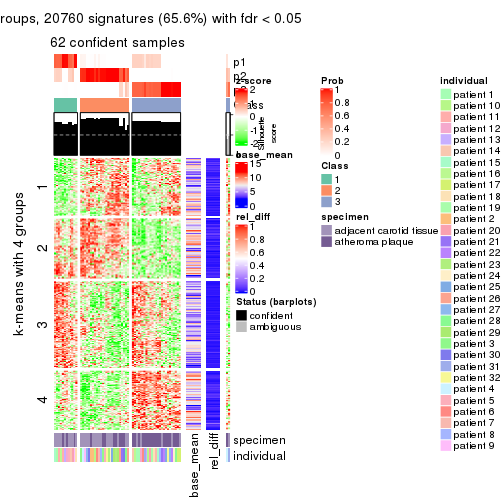 roups, 20760 signatures (65.6%) with fdr < 0.05
62 confident samples
p1
p2
Class
silhouette
score
1
2
3
4
k-means with 4 groups
specimen
individual
base_mean
rel_diff
z-score
2
1
0
-1
-2
base_mean
15
10
5
0
rel_diff
1
0.8
0.6
0.4
0.2
0
Status (barplots)
confident
ambiguous
Prob
1
0.8
0.6
0.4
0.2
0
Class
1
2
3
specimen
adjacent carotid tissue
atheroma plaque
individual
patient 1
patient 10
patient 11
patient 12
patient 13
patient 14
patient 15
patient 16
patient 17
patient 18
patient 19
patient 2
patient 20
patient 21
patient 22
patient 23
patient 24
patient 25
patient 26
patient 27
patient 28
patient 29
patient 3
patient 30
patient 31
patient 32
patient 4
patient 5
patient 6
patient 7
patient 8
patient 9